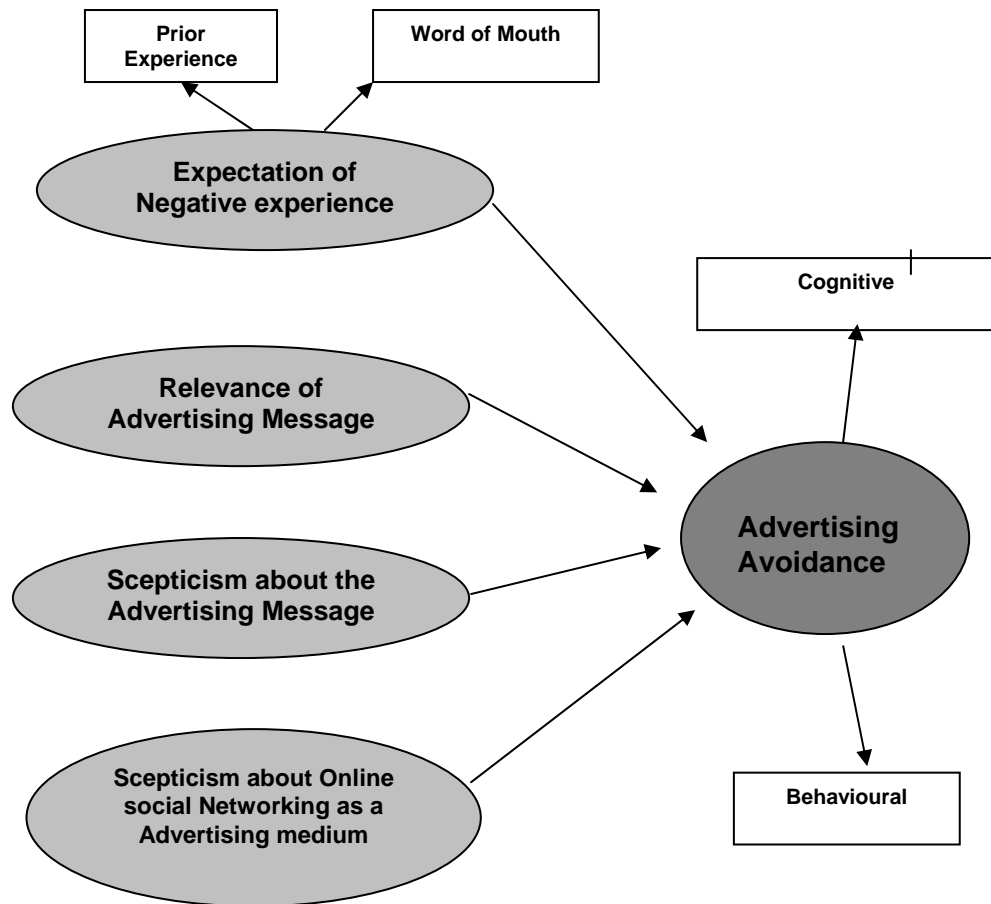 Prior
Experience
Word of Mouth
Expectation of
Negative experience
Cognitive
Relevance of
Advertising Message
Advertising
Avoidance
Scepticism about the
Advertising Message
Scepticism about Online
social Networking as a
Advertising medium
Behavioural